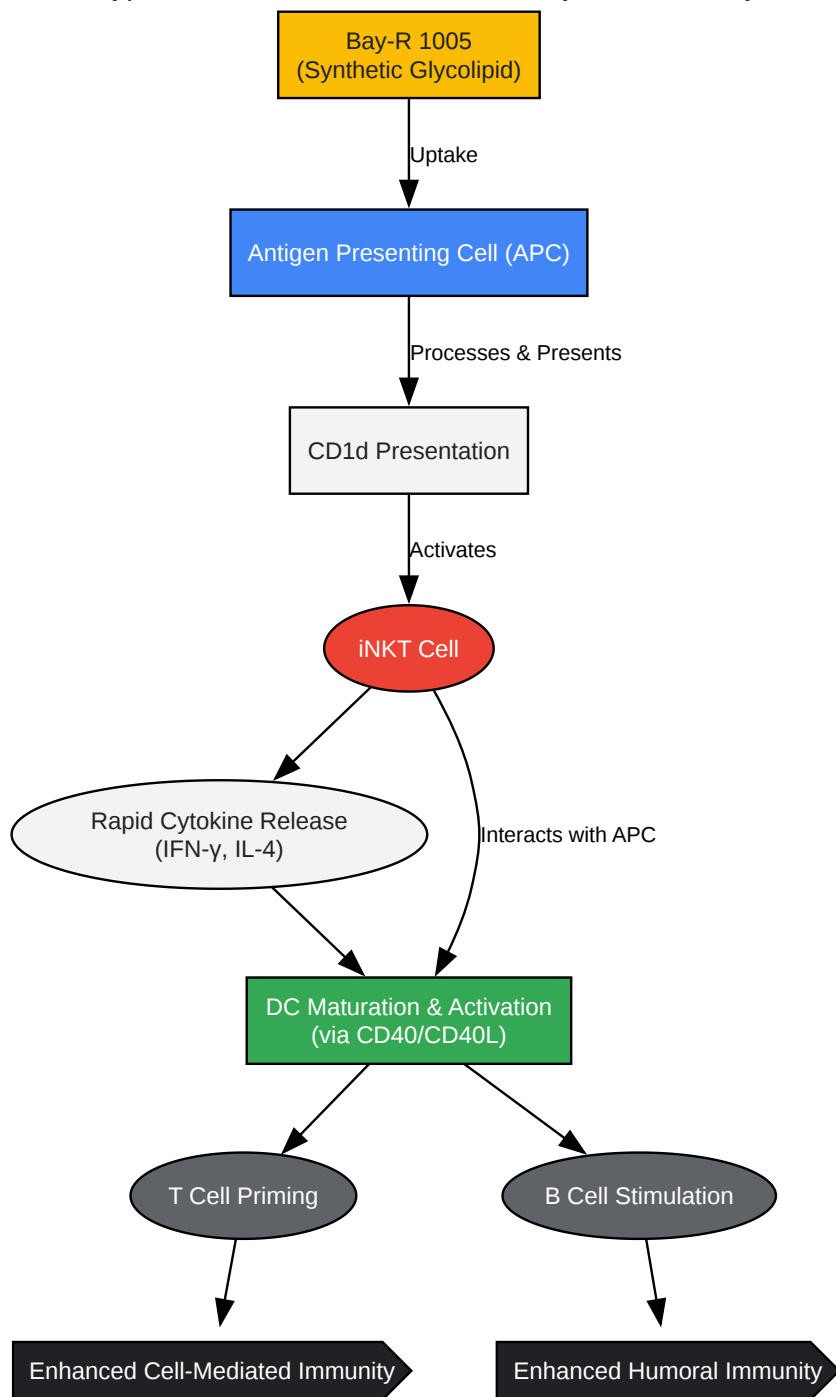 Bay-R 1005
(Synthetic Glycolipid)
Uptake
Antigen Presenting Cell (APC)
Processes & Presents
CD1d Presentation
Activates
iNKT Cell
Rapid Cytokine Release
(IFN-γ, IL-4)
Interacts with APC
DC Maturation & Activation
(via CD40/CD40L)
T Cell Priming
B Cell Stimulation
Enhanced Cell-Mediated Immunity
Enhanced Humoral Immunity